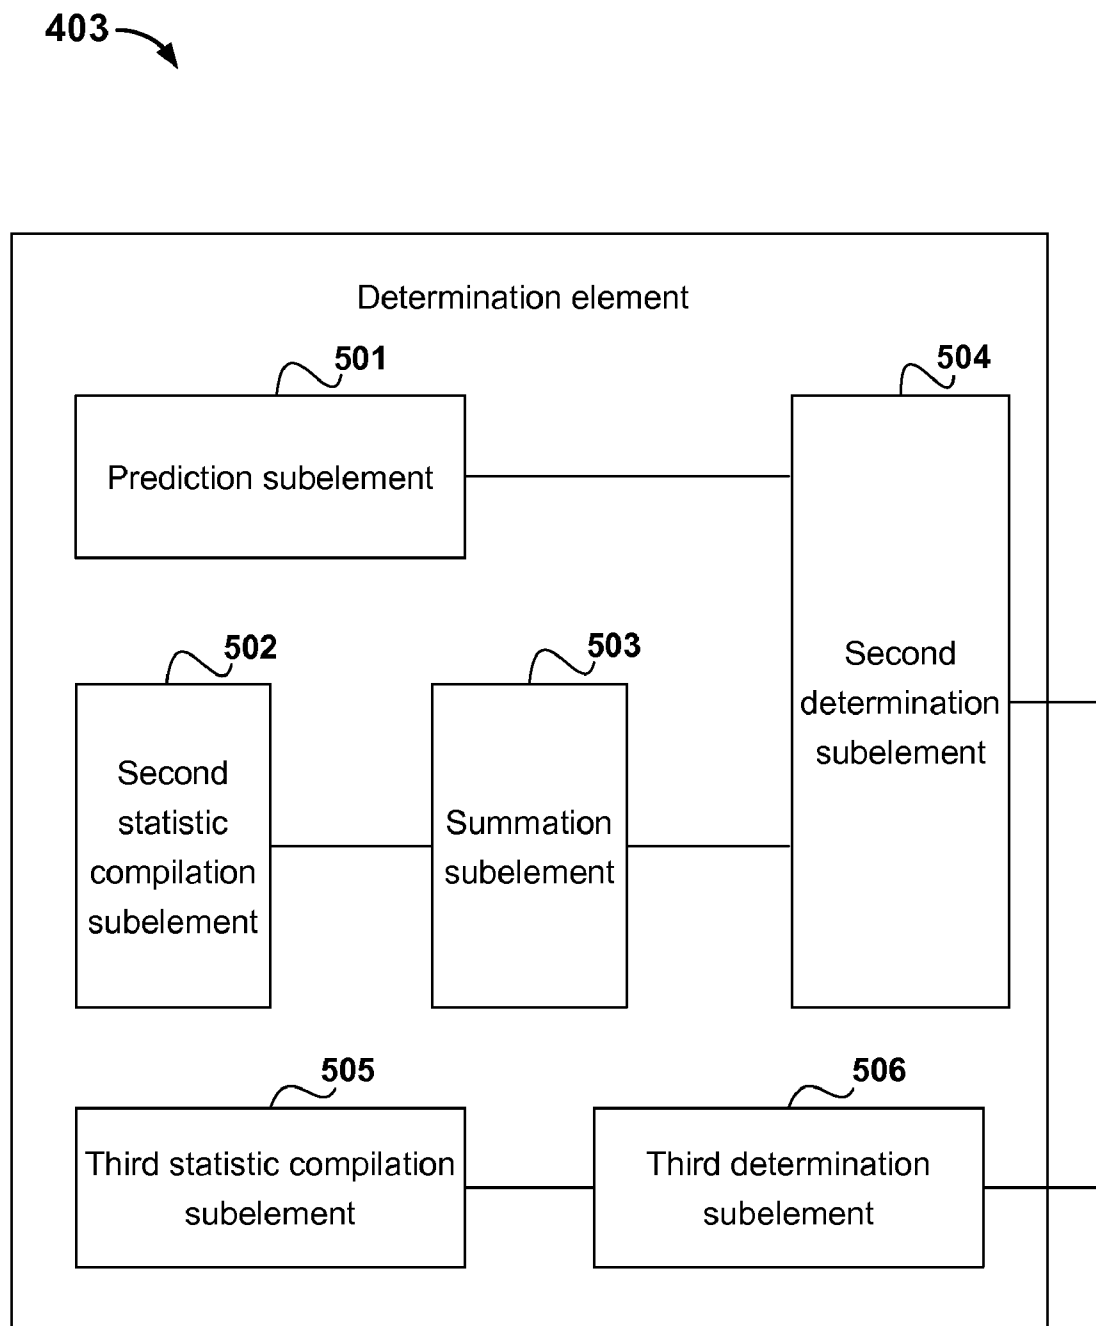 403
Determination element
501
504
Prediction subelement
502
503
Second
determination
subelement
Second
statistic
compilation
subelement
Summation
subelement
505
506
Third statistic compilation
subelement
Third determination
subelement